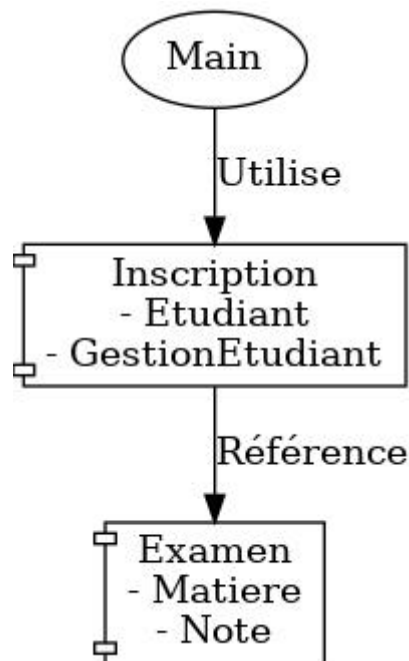 Main
Utilise
Inscription
- Etudiant
- GestionEtudiant
Référence
Examen
- Matiere
- Note